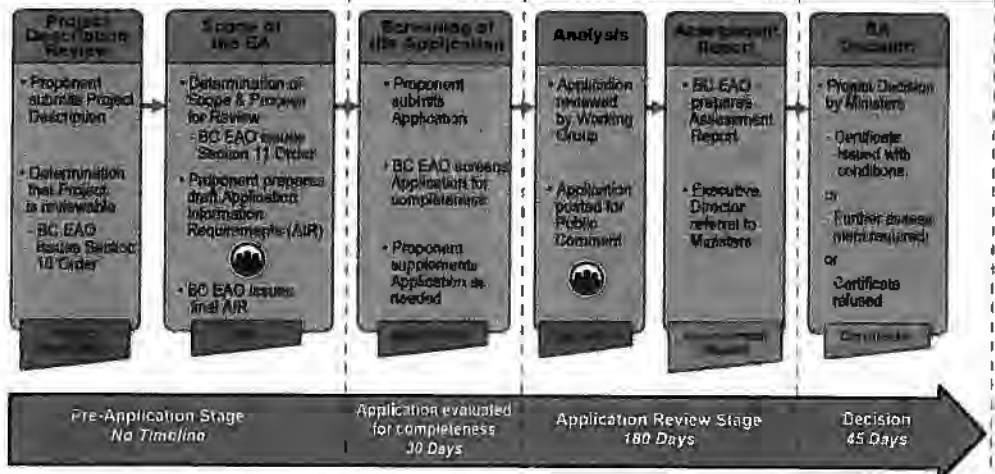 Project
Description
Review
• Proponent
submits Project
Description
• Determination
that Project
is reviewable
- BC EAO
issues Section
10 Order
Scope of
the EA
• Determination of
Scope & Process
for Review
- BC EAO issues
Section 11 Order
• Proponent prepares
draft Application
Information
Requirements (AIR)
• BC EAO issues
final AIR
Screening of
the Application
• Proponent
submits
Application
• BC EAO screens
Application for
completeness
• Proponent
supplements
Application as
needed
Analysis
• Application
reviewed
by Working
Group
• Application
posted for
Public
Comment
Assessment
Report
• BC EAO
prepares
Assessment
Report
• Executive
Director
referral to
Ministers
EA
Decision
• Project Decision
by Ministers
- Certificate
issued with
conditions
or
- Further assess-
ment required
or
- Certificate
refused
Pre-Application Stage
No Timeline
Application evaluated
for completeness
30 Days
Application Review Stage
180 Days
Decision
45 Days